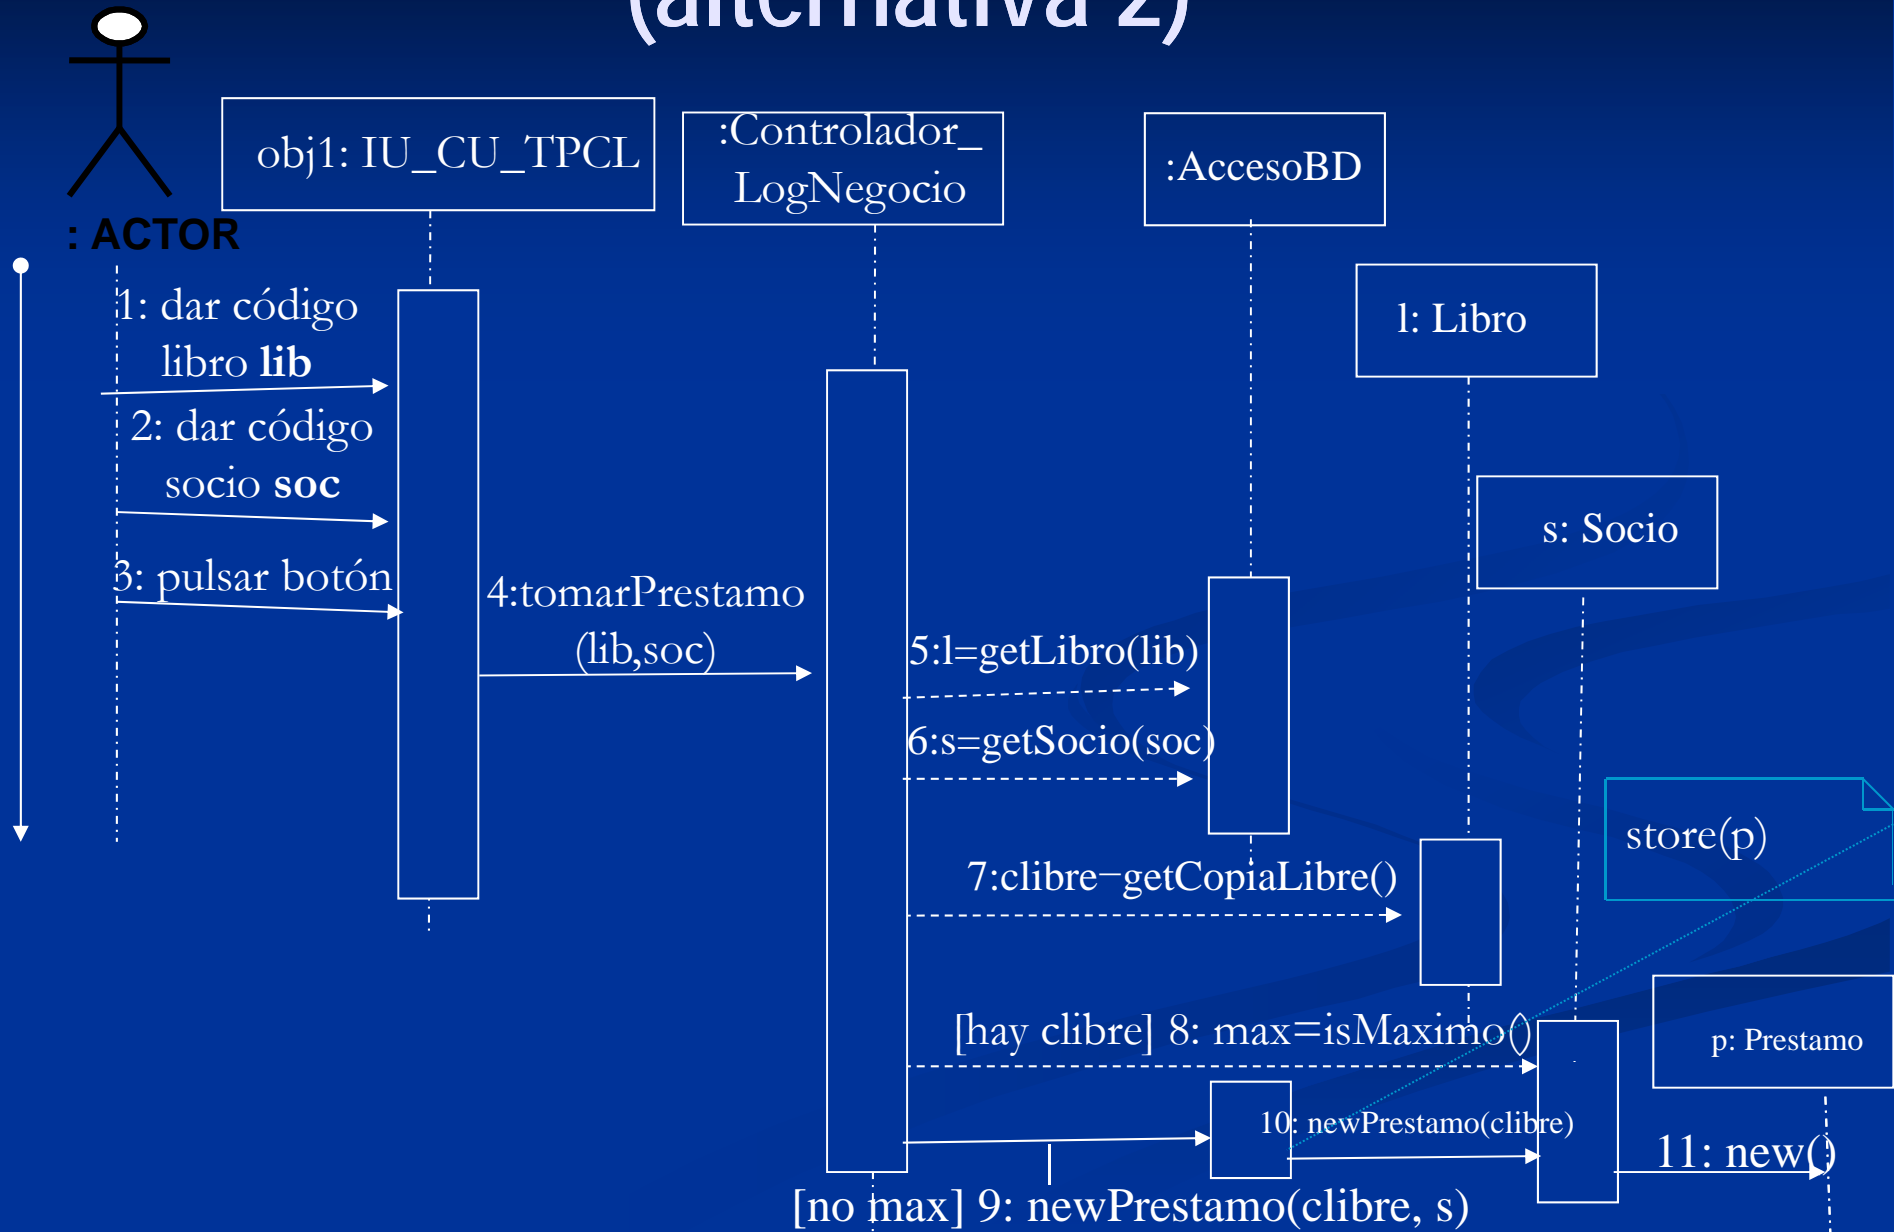 (alternativa 2)
obj1: IU_CU_TPCL
:Controlador_
LogNegocio
:AccesoBD
: ACTOR
1: dar código
libro lib
l: Libro
2: dar código
socio soc
s: Socio
3: pulsar botón
4:tomarPrestamo
(lib,soc)
5:l=getLibro(lib)
6:s=getSocio(soc)
store(p)
7:clibre=getCopiaLibre()
[hay clibre] 8: max=isMaximo()
p: Prestamo
10: newPrestamo(clibre)
11: new()
[no max] 9: newPrestamo(clibre, s)